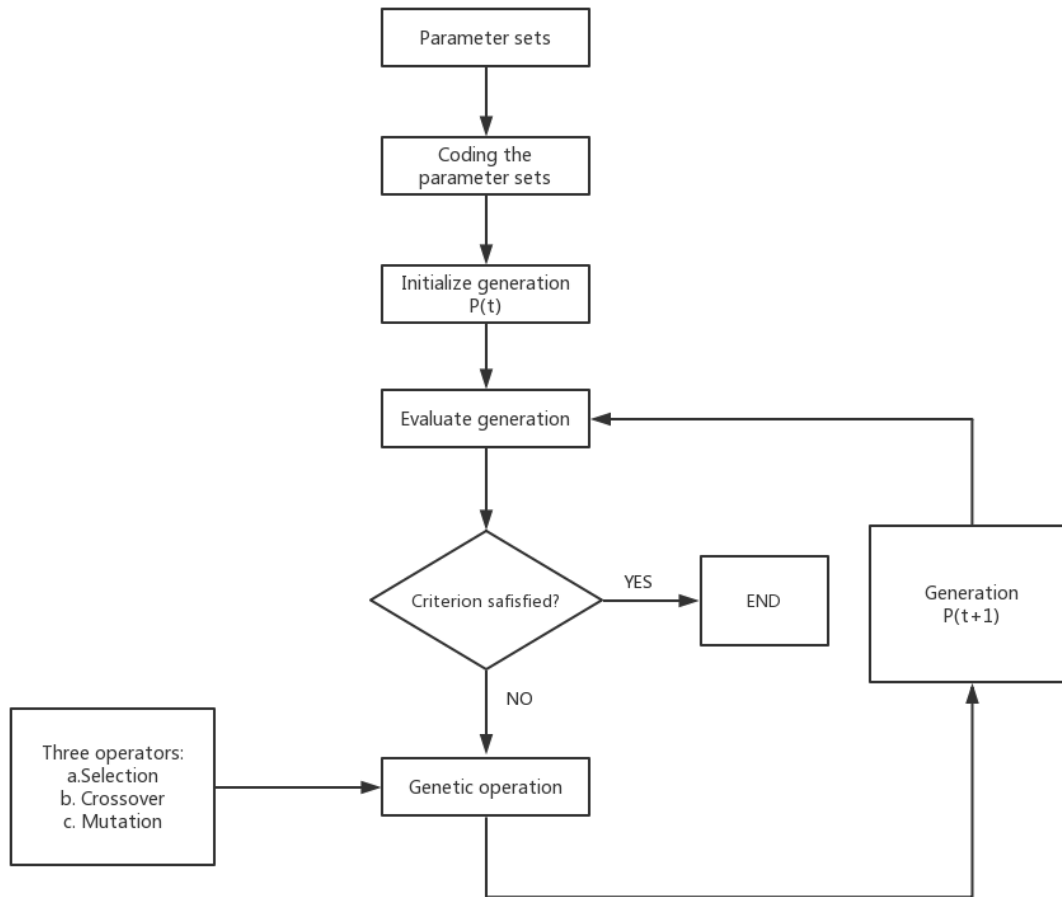 Parameter sets
Coding the
parameter sets
Initialize generation
P(t)
Evaluate generation
Criterion safisfied?
YES
END
Generation
P(t+1)
NO
Three operators:
a.Selection
b. Crossover
c. Mutation
Genetic operation